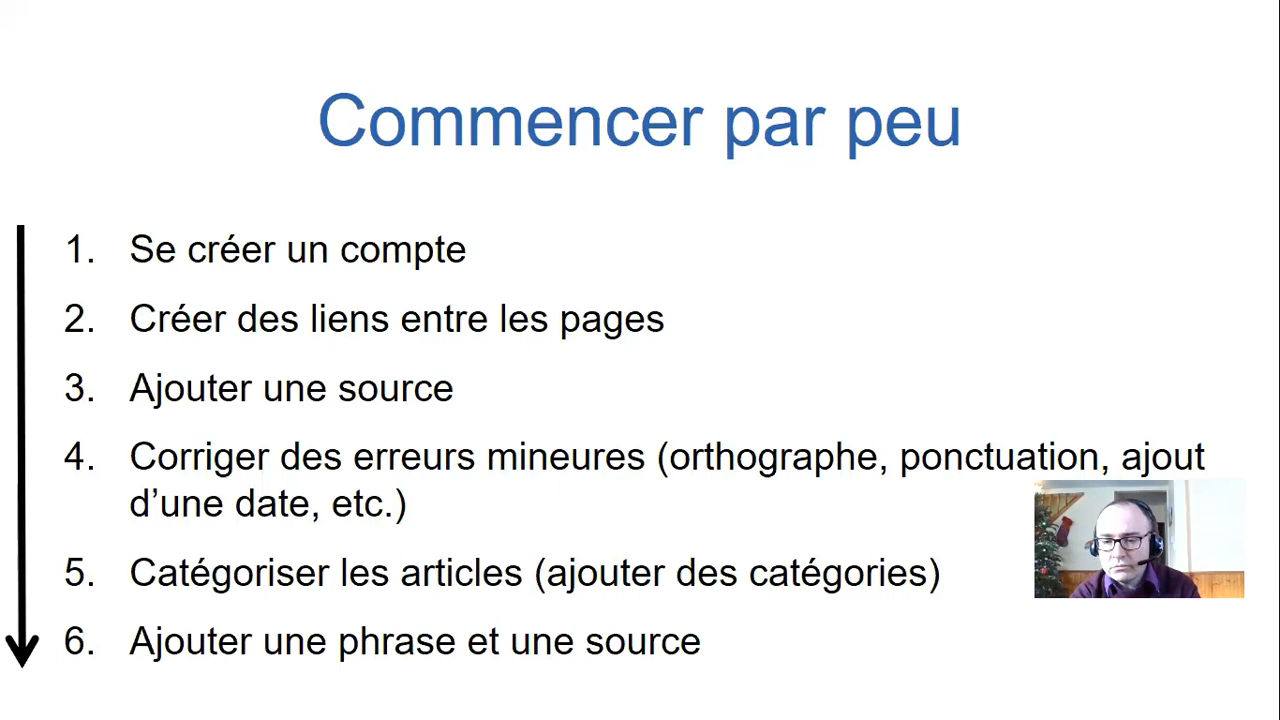 Commencer par peu
1. Se créer un compte
2. Créer des liens entre les pages
3. Ajouter une source
4. Corriger des erreurs mineures (orthographe, ponctuation, ajout
d’une date, etc.)
5. Catégoriser les articles (ajouter des catégories)
6. Ajouter une phrase et une source